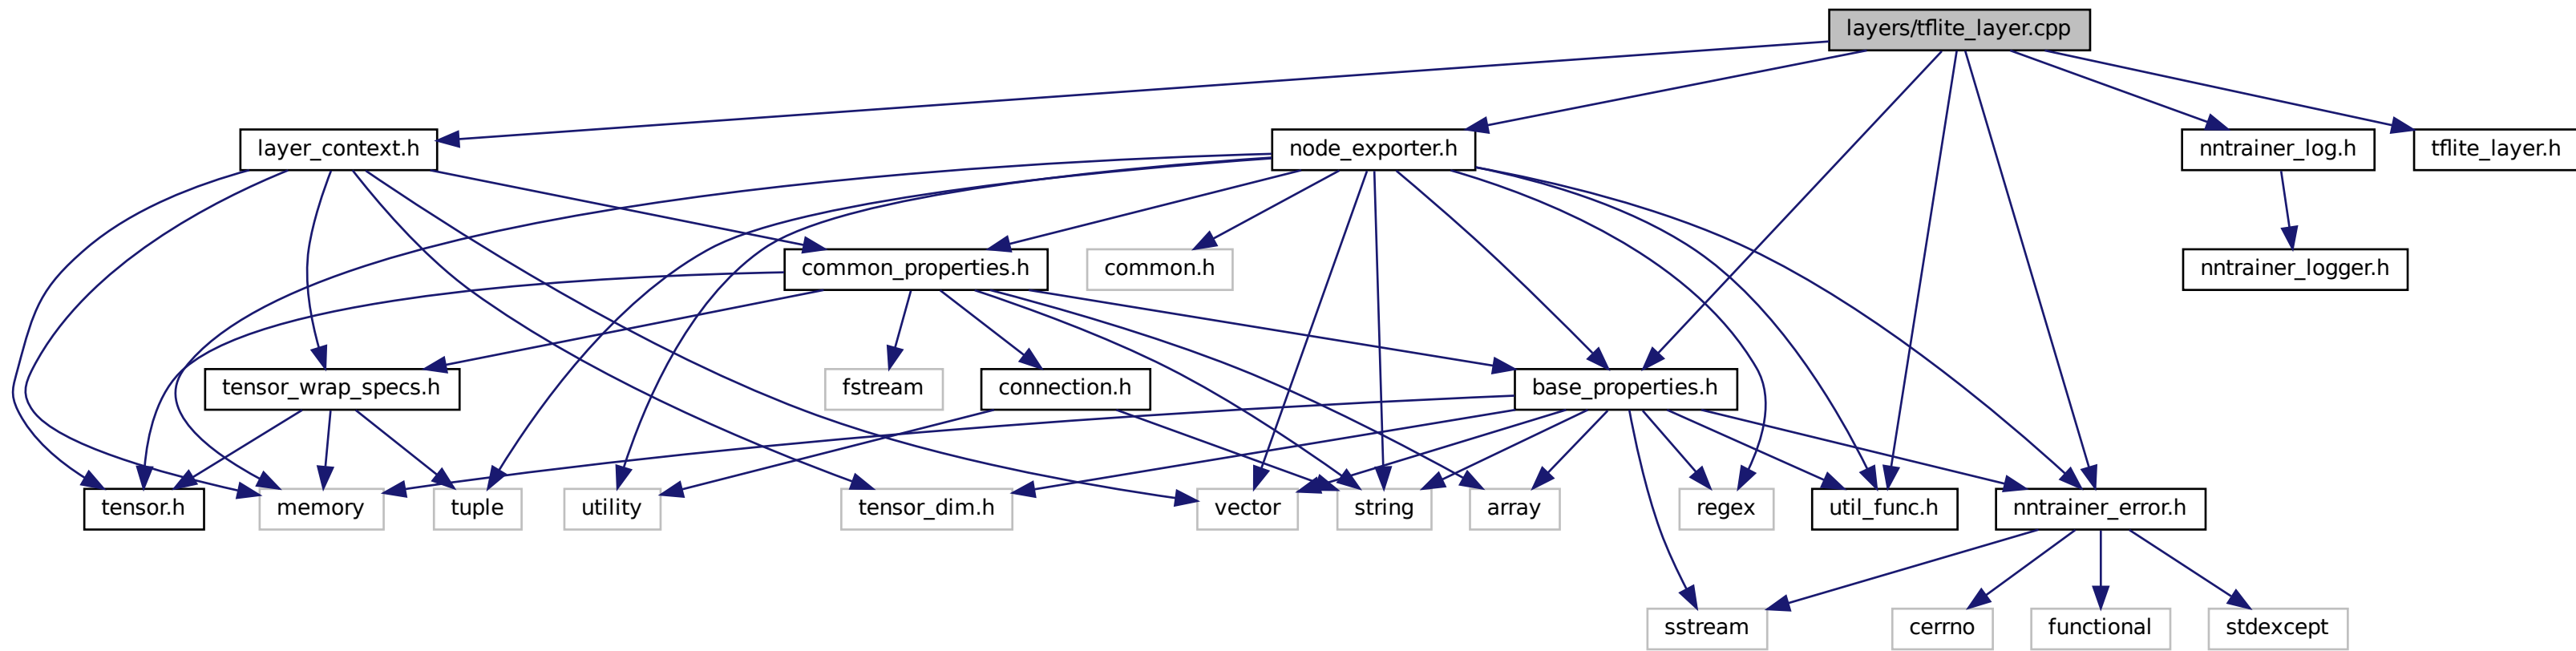 layers/tflite_layer.cpp
layer_context.h
node_exporter.h
nntrainer_log.h
tflite_layer.h
common_properties.h
common.h
nntrainer_logger.h
tensor_wrap_specs.h
fstream
connection.h
base_properties.h
tensor.h
memory
tuple
utility
tensor_dim.h
vector
string
array
regex
util_func.h
nntrainer_error.h
sstream
cerrno
functional
stdexcept